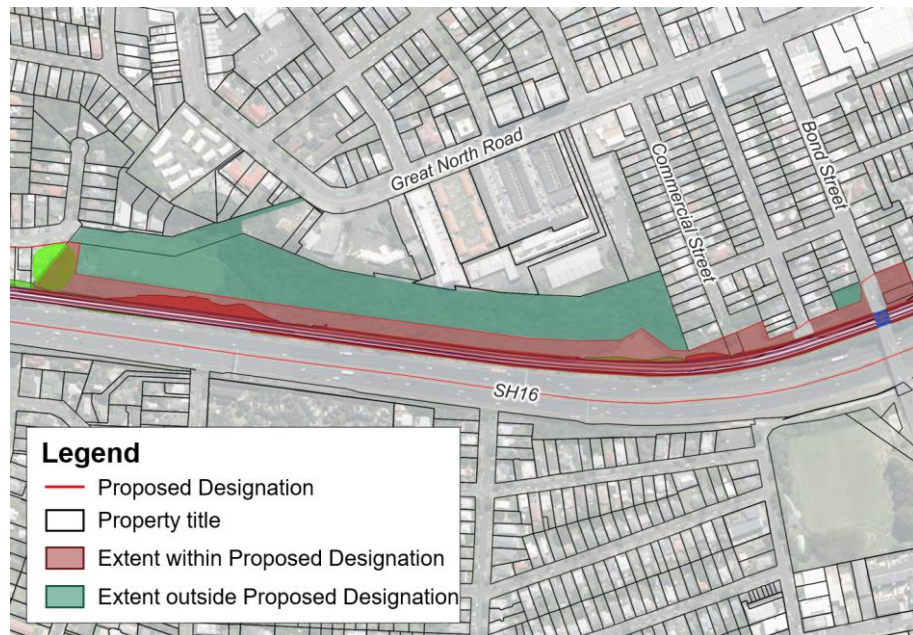 Great North Road
Commercial Street
Bond Street
SH16
Legend
Proposed Designation
Property title
Extent within Proposed Designation
Extent outside Proposed Designation